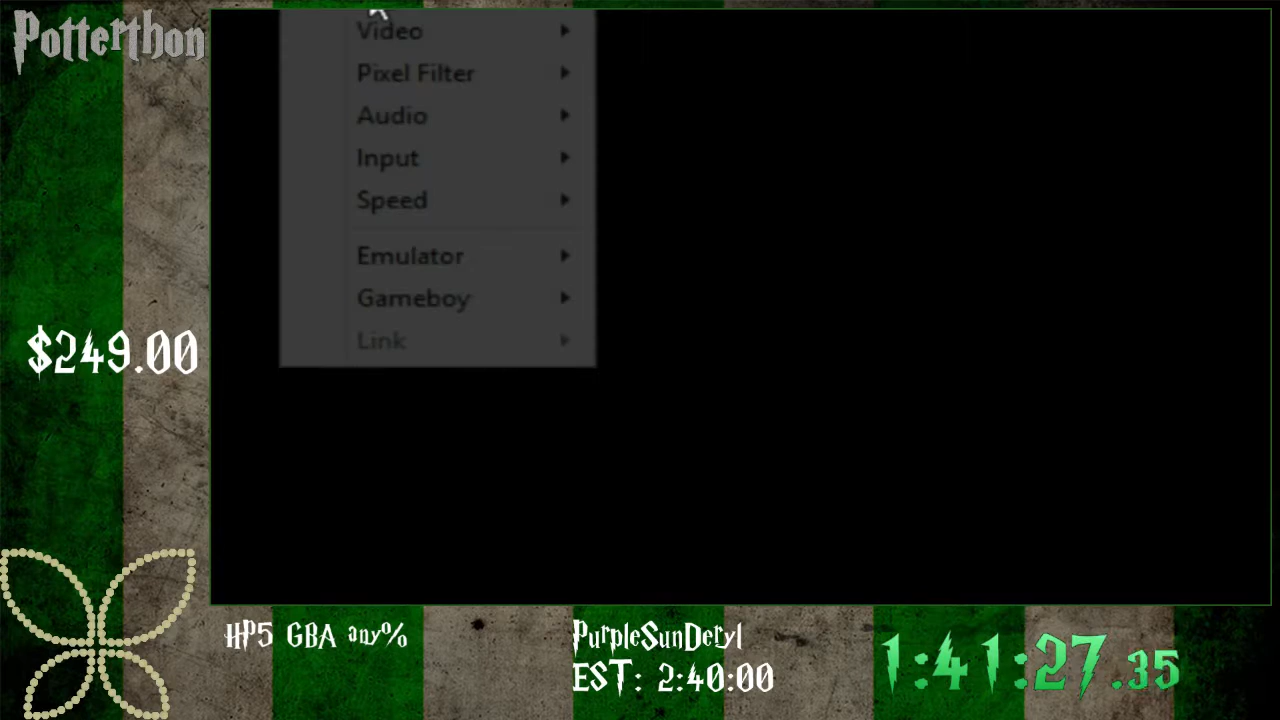 Potterthon
Video
Pixel Filter
Audio
Input
Speed
Emulator
Gameboy
Link
$249.00
HP5 GBA any%
PurpleSunDeryl
EST: 2:40:00
1:41:27.35